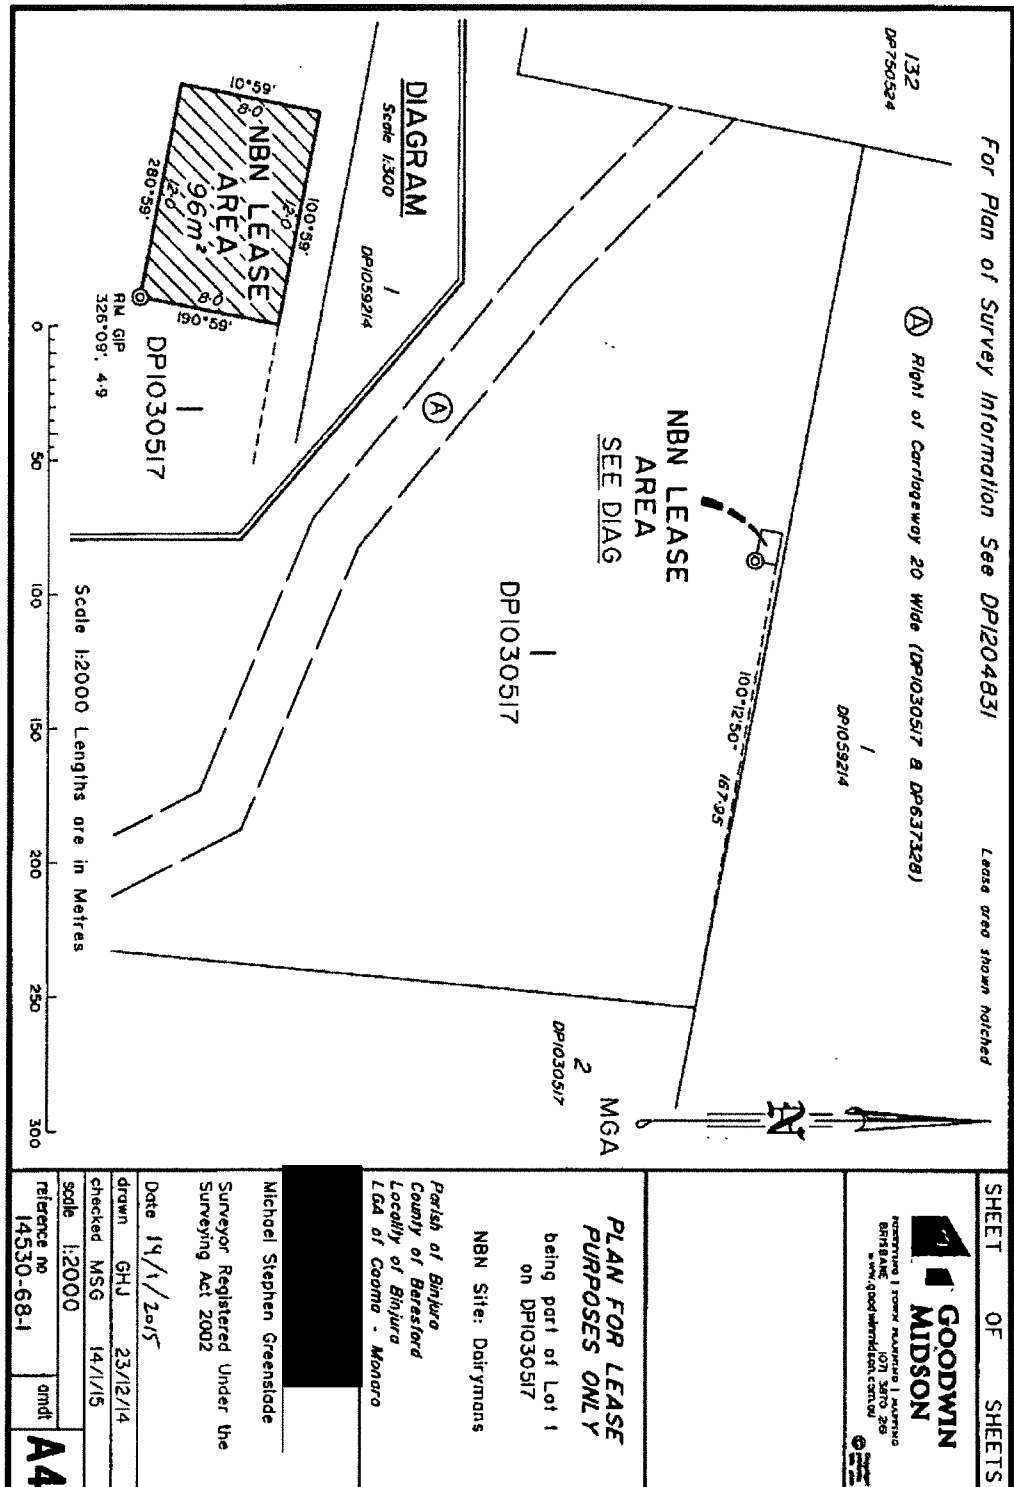 For Plan of Survey Information See DP1204831
Lease area shown hatched
132
DP750524
Ⓐ Right of Carriageway 20 Wide (DP1030517 & DP637328)
1
DP1059214
NBN LEASE
AREA
SEE DIAG
100°12'50"
167.95
1
DP1030517
A
2
DP1030517
MGA
N
DIAGRAM
Scale 1:300
1
DP1059214
10°59'
8.0
100°59'
12.0
NBN LEASE
AREA
96m²
280°59'
12.0
8.0
190°59'
RM GIP
326°09', 4.9
1
DP1030517
Scale 1:2000 Lengths are in Metres
0 50 100 150 200 250 300
SHEET OF SHEETS
GOODWIN
MIDSON
BRISBANE
www.goodwinmidson.com.au
PLAN FOR LEASE
PURPOSES ONLY
being part of Lot 1
on DP1030517
NBN Site: Dairymans
Parish of Binjura
County of Beresford
Locality of Binjura
LGA of Cooma - Monaro
Michael Stephen Greenslade
Surveyor Registered Under the
Surveying Act 2002
Date 19/1/2015
drawn GHJ 23/12/14
checked MSG 14/1/15
scale 1:2000
reference no
14530-68-1
amdt
A4